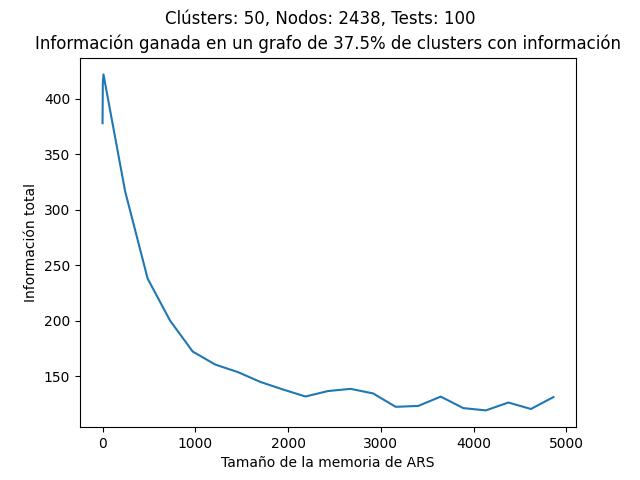 Clústers: 50, Nodos: 2438, Tests: 100
Información ganada en un grafo de 37.5% de clusters con información
400
350
300
250
200
150
Información total
0 1000 2000 3000 4000 5000
Tamaño de la memoria de ARS